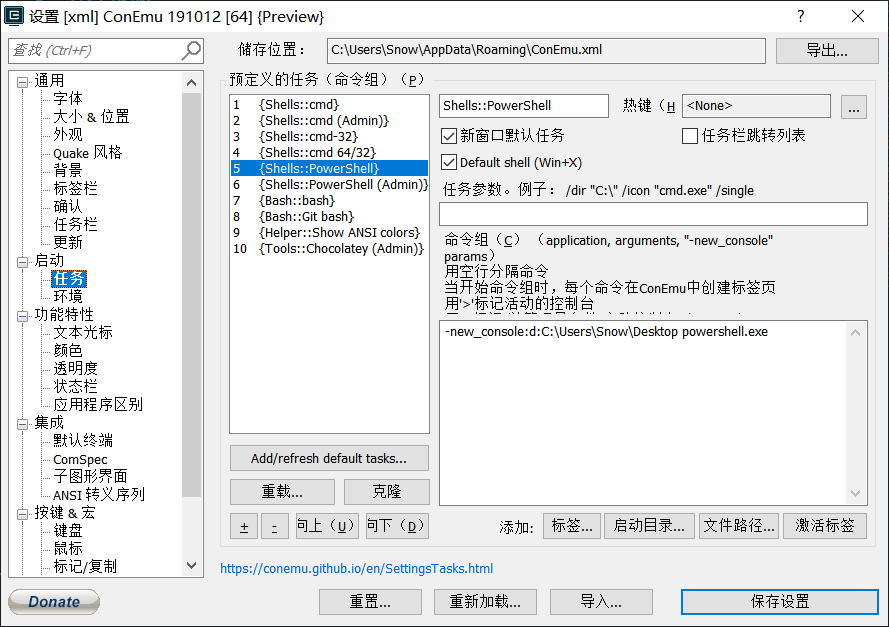 设置 [xml] ConEmu 191012 [64] {Preview}
查找 (Ctrl+F)
储存位置：
C:\Users\Snow\AppData\Roaming\ConEmu.xml
导出...
通用
字体
大小 & 位置
外观
Quake 风格
背景
标签栏
确认
任务栏
更新
启动
任务
环境
功能特性
文本光标
颜色
透明度
状态栏
应用程序区别
集成
默认终端
ComSpec
子图形界面
ANSI 转义序列
按键 & 宏
键盘
鼠标
标记/复制
预定义的任务（命令组）（P）
1 {Shells::cmd}
2 {Shells::cmd (Admin)}
3 {Shells::cmd-32}
4 {Shells::cmd 64/32}
5 {Shells::PowerShell}
6 {Shells::PowerShell (Admin)}
7 {Bash::bash}
8 {Bash::Git bash}
9 {Helper::Show ANSI colors}
10 {Tools::Chocolatey (Admin)}
Add/refresh default tasks...
重载...
克隆
+
-
向上（U）
向下（D）
Shells::PowerShell
热键（H
<None>
...
新窗口默认任务
任务栏跳转列表
Default shell (Win+X)
任务参数。例子： /dir "C:\" /icon "cmd.exe" /single
命令组（C）（application, arguments, "-new_console"
params）
用空行分隔命令
当开始命令组时，每个命令在ConEmu中创建标签页
用'>'标记活动的控制台
-new_console:d:C:\Users\Snow\Desktop powershell.exe
添加:
标签...
启动目录...
文件路径...
激活标签
https://conemu.github.io/en/SettingsTasks.html
Donate
重置...
重新加载...
导入...
保存设置